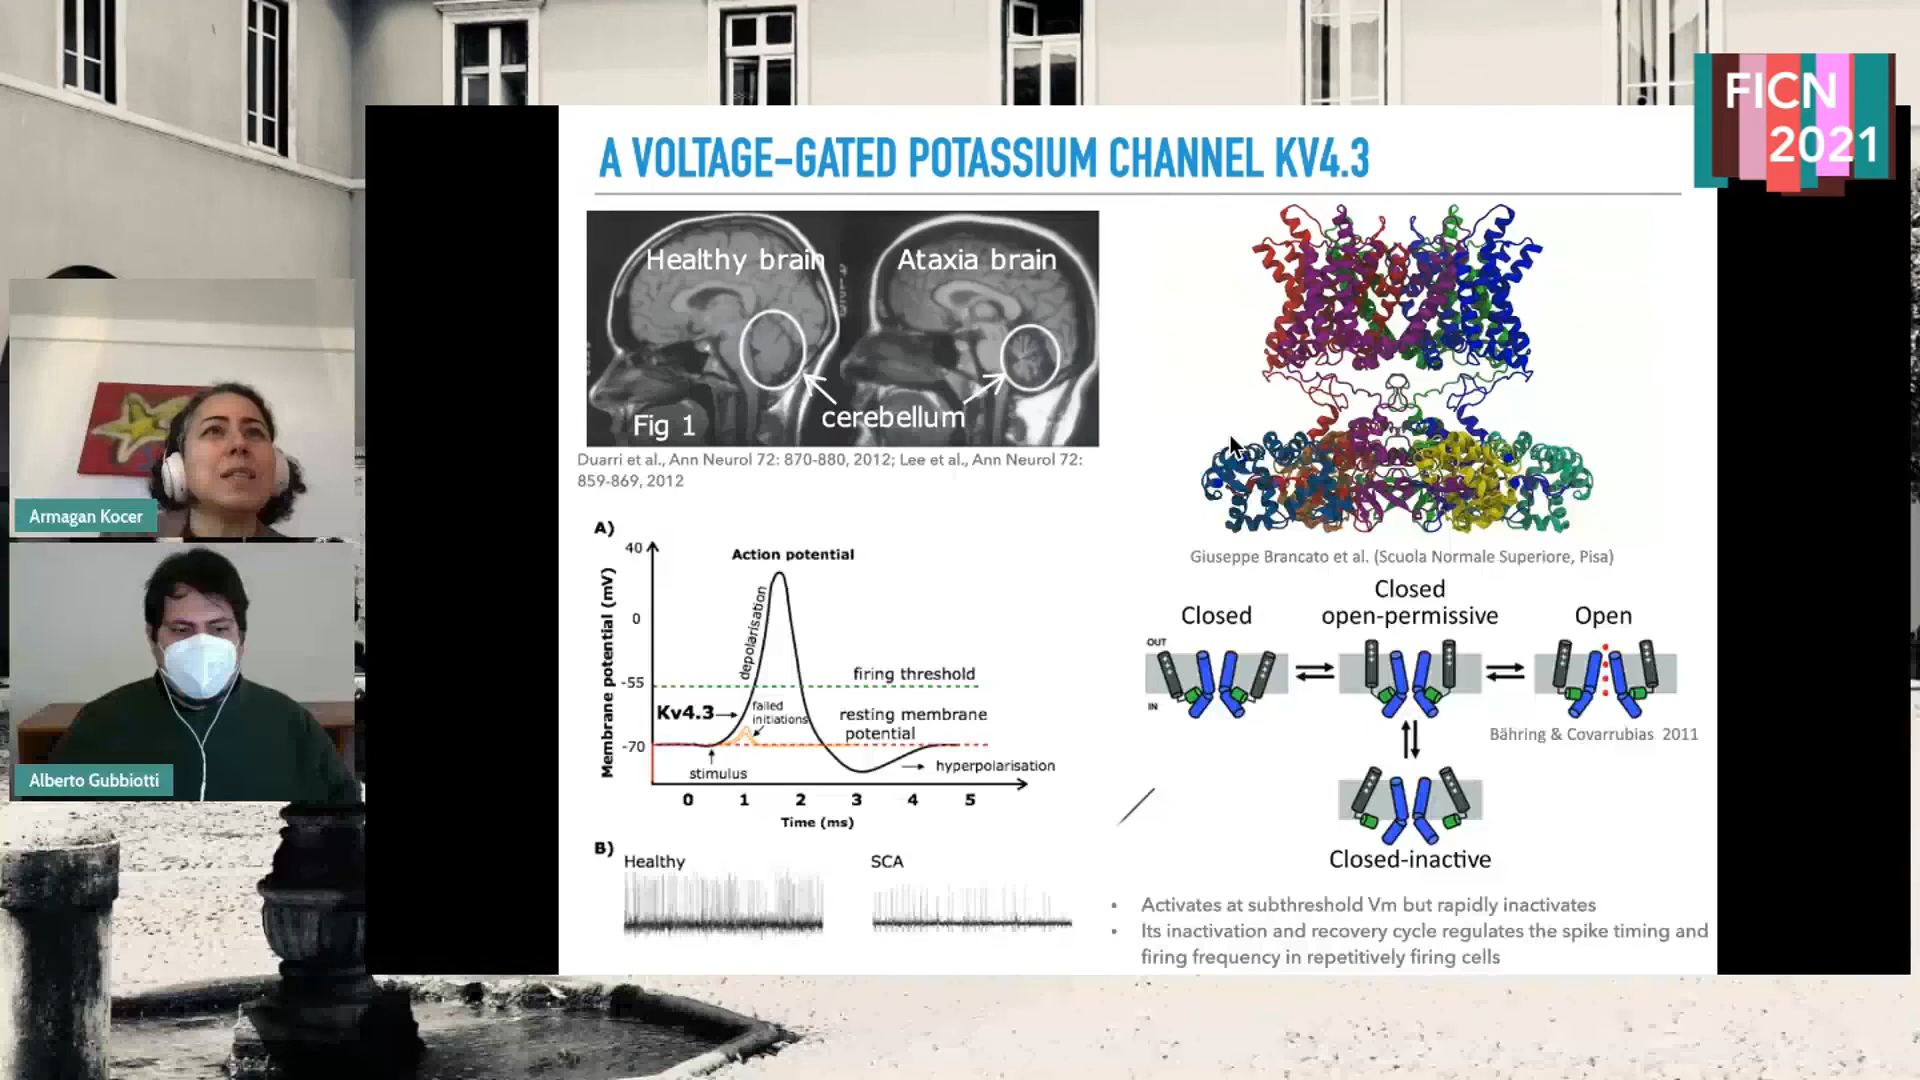 FICN
2021
A VOLTAGE-GATED POTASSIUM CHANNEL KV4.3
Healthy brain
Ataxia brain
cerebellum
Fig 1
Duarri et al., Ann Neurol 72: 870-880, 2012; Lee et al., Ann Neurol 72:
859-869, 2012
Armagan Kocer
Alberto Gubbiotti
A)
Action potential
Membrane potential (mV)
40
0
-55
-70
depolarisation
firing threshold
Kv4.3
failed
initiations
resting membrane
potential
stimulus
hyperpolarisation
0 1 2 3 4 5
Time (ms)
B)
Healthy
SCA
Giuseppe Brancato et al. (Scuola Normale Superiore, Pisa)
Closed
Closed
open-permissive
Open
OUT
IN
Bähring & Covarrubias 2011
Closed-inactive
• Activates at subthreshold Vm but rapidly inactivates
• Its inactivation and recovery cycle regulates the spike timing and
firing frequency in repetitively firing cells